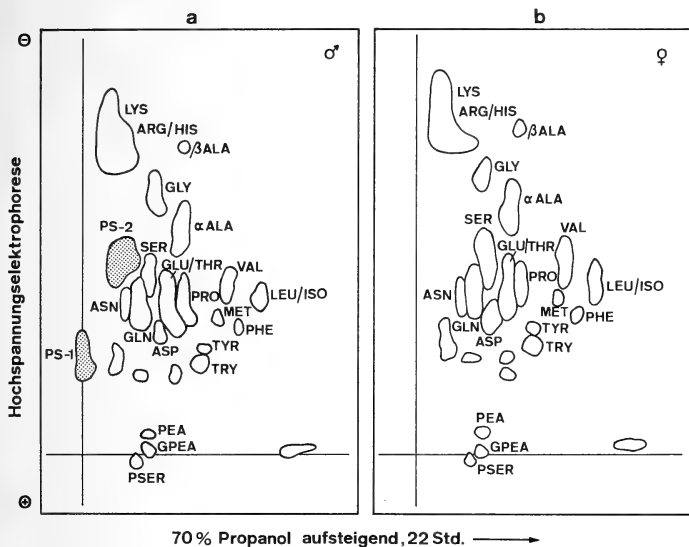 a
b
Hochspannungselektrophorese
⊖
⊕
♂
LYS
ARG/HIS
βALA
GLY
α ALA
PS-2
SER
GLU/THR
VAL
LEU/ISO
ASN
PRO
MET
PHE
GLN
ASP
TYR
TRY
PS-1
PEA
GPEA
PSER
♀
LYS
ARG/HIS
βALA
GLY
α ALA
SER
VAL
GLU/THR
PRO
LEU/ISO
ASN
MET
PHE
GLN
ASP
TYR
TRY
PEA
GPEA
PSER
70 % Propanol aufsteigend, 22 Std. ⟶